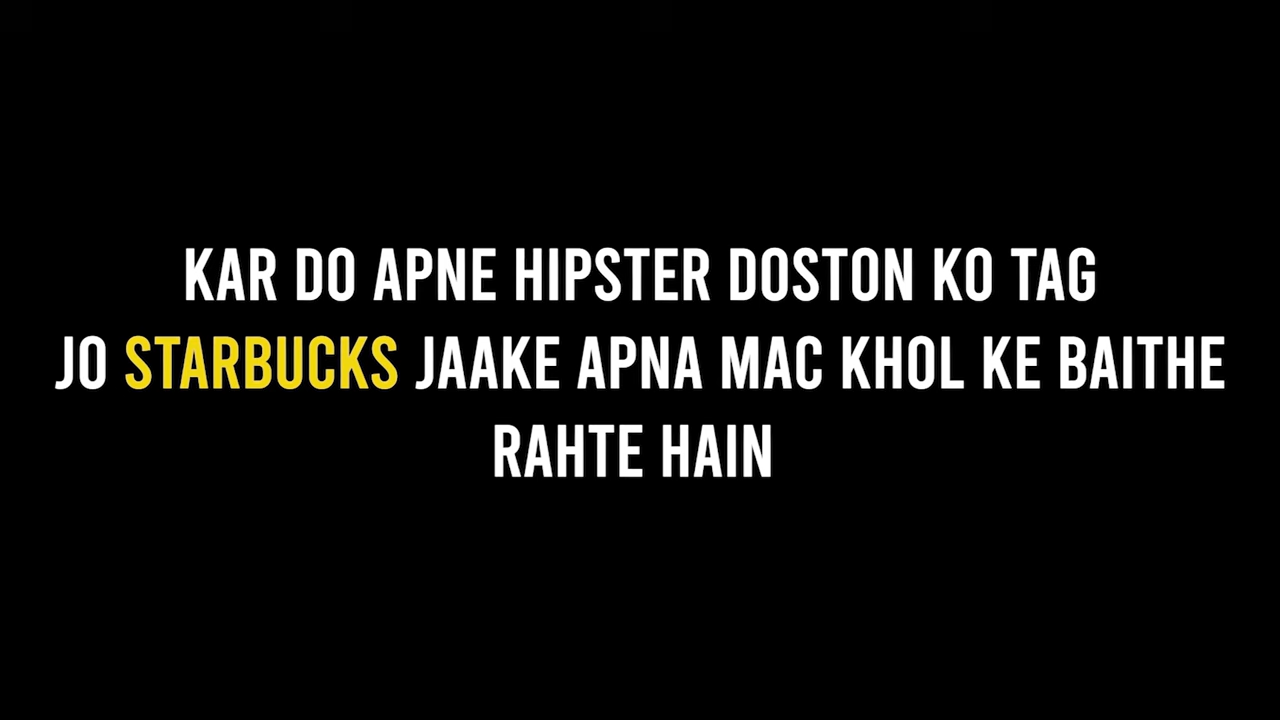 KAR DO APNE HIPSTER DOSTON KO TAG
JO STARBUCKS JAAKE APNA MAC KHOL KE BAITHE
RAHTE HAIN